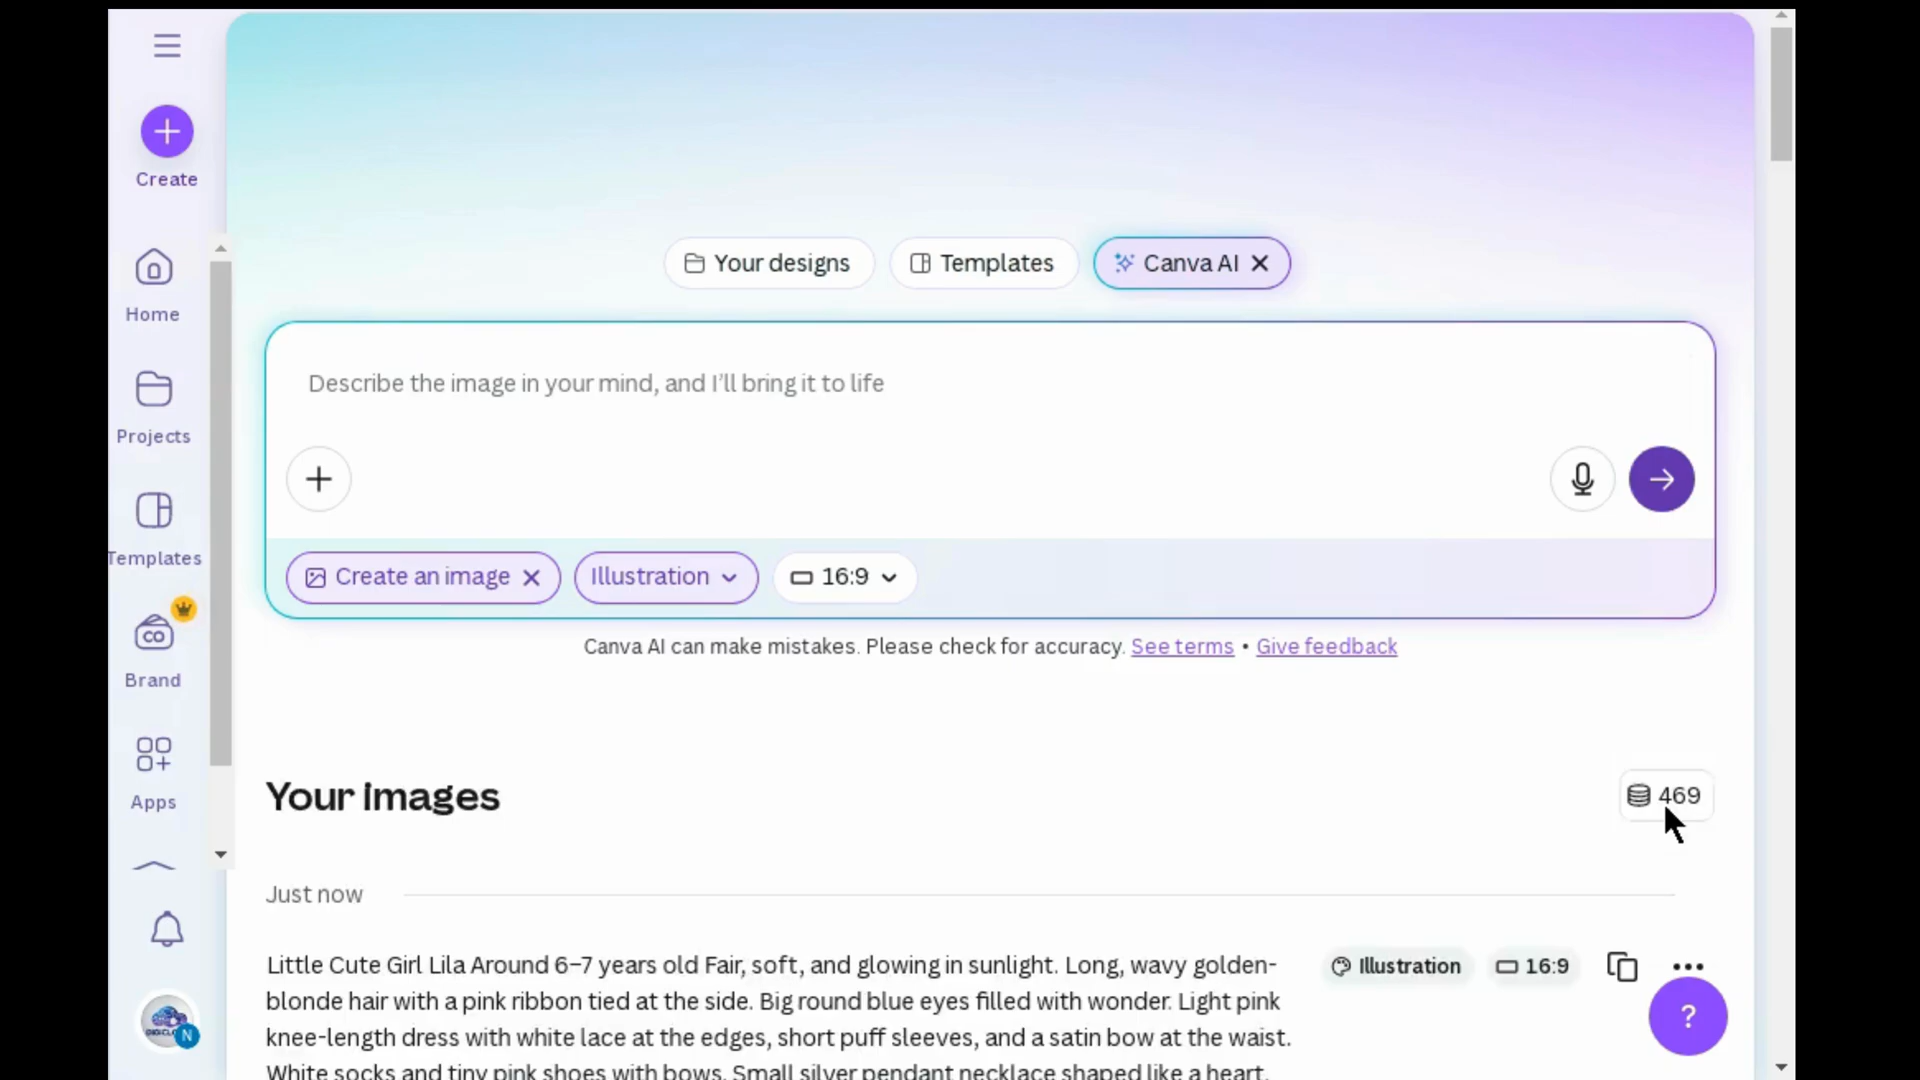 Create
Home
Projects
Templates
CO
Brand
Apps
N
Your designs
Templates
Canva AI
Describe the image in your mind, and I'll bring it to life
Create an image
Illustration
16:9
Canva AI can make mistakes. Please check for accuracy. See terms • Give feedback
Your images
469
Just now
Little Cute Girl Lila Around 6–7 years old Fair, soft, and glowing in sunlight. Long, wavy golden-
blonde hair with a pink ribbon tied at the side. Big round blue eyes filled with wonder. Light pink
knee-length dress with white lace at the edges, short puff sleeves, and a satin bow at the waist.
White socks and tiny pink shoes with bows. Small silver pendant necklace shaped like a heart.
Illustration
16:9
?